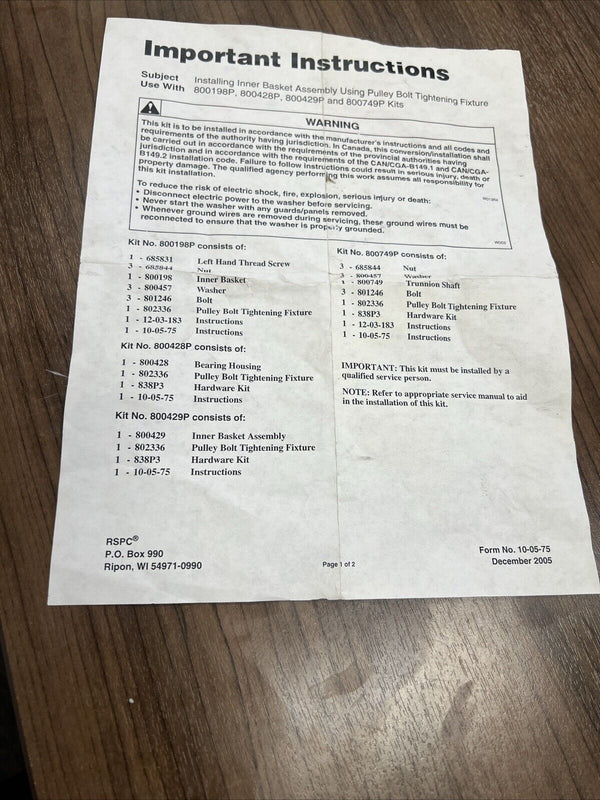 Important Instructions
Subject Installing Inner Basket Assembly Using Pulley Bolt Tightening Fixture
Use With 800198P, 800428P, 800429P and 800749P Kits
WARNING
This kit is to be installed in accordance with the manufacturer's instructions and all codes and
requirements of the authority having jurisdiction. In Canada, this conversion/installation shall
be carried out in accordance with the requirements of the provincial authorities having
jurisdiction and in accordance with the requirements of the CAN/CGA-B149.1 and CAN/CGA-
B149.2 installation code. Failure to follow instructions could result in serious injury, death or
property damage. The qualified agency performing this work assumes all responsibility for
this kit installation.
To reduce the risk of electric shock, fire, explosion, serious injury or death:
• Disconnect electric power to the washer before servicing.
• Never start the washer with any guards/panels removed.
• Whenever ground wires are removed during servicing, these ground wires must be
reconnected to ensure that the washer is properly grounded.
Kit No. 800198P consists of:
1 - 685831 Left Hand Thread Screw
3 - 685844 Nut
1 - 800198 Inner Basket
3 - 800457 Washer
3 - 801246 Bolt
1 - 802336 Pulley Bolt Tightening Fixture
1 - 12-03-183 Instructions
1 - 10-05-75 Instructions
Kit No. 800428P consists of:
1 - 800428 Bearing Housing
1 - 802336 Pulley Bolt Tightening Fixture
1 - 838P3 Hardware Kit
1 - 10-05-75 Instructions
Kit No. 800429P consists of:
1 - 800429 Inner Basket Assembly
1 - 802336 Pulley Bolt Tightening Fixture
1 - 838P3 Hardware Kit
1 - 10-05-75 Instructions
Kit No. 800749P consists of:
3 - 685844 Nut
3 - 800457 Washer
1 - 800749 Trunnion Shaft
3 - 801246 Bolt
1 - 802336 Pulley Bolt Tightening Fixture
1 - 838P3 Hardware Kit
1 - 12-03-183 Instructions
1 - 10-05-75 Instructions
IMPORTANT: This kit must be installed by a
qualified service person.
NOTE: Refer to appropriate service manual to aid
in the installation of this kit.
RSPC®
P.O. Box 990
Ripon, WI 54971-0990
Page 1 of 2
Form No. 10-05-75
December 2005